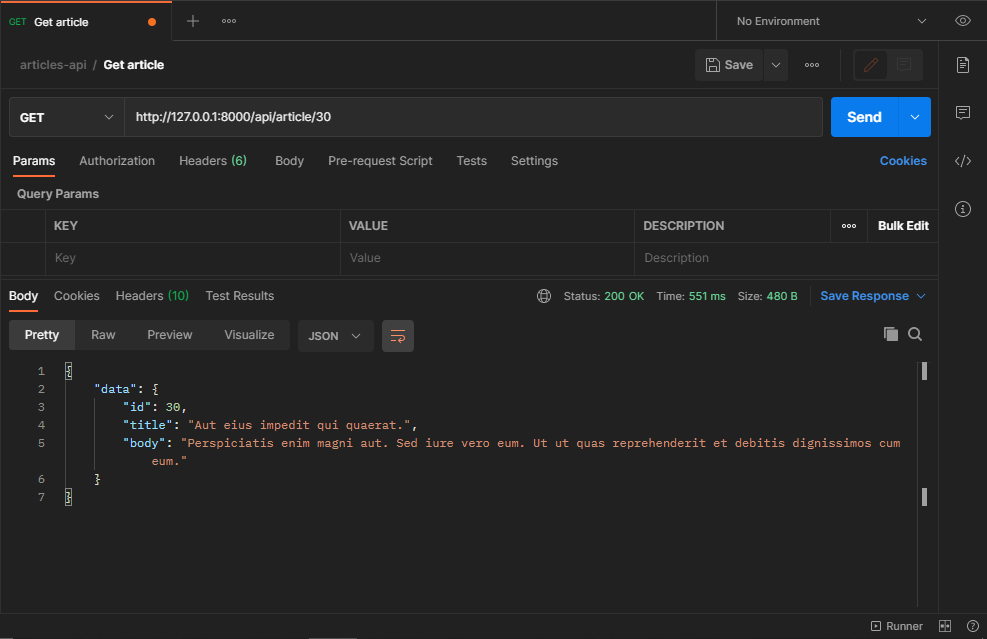 GET Get article
No Environment
articles-api / Get article
Save
GET http://127.0.0.1:8000/api/article/30 Send
Params Authorization Headers (6) Body Pre-request Script Tests Settings Cookies
Query Params
KEY VALUE DESCRIPTION Bulk Edit
Key Value Description
Body Cookies Headers (10) Test Results Status: 200 OK Time: 551 ms Size: 480 B Save Response
Pretty Raw Preview Visualize JSON
1 {
2 "data": {
3 "id": 30,
4 "title": "Aut eius impedit qui quaerat.",
5 "body": "Perspiciatis enim magni aut. Sed iure vero eum. Ut ut quas reprehenderit et debitis dignissimos cum
eum."
6 }
7 }
Runner